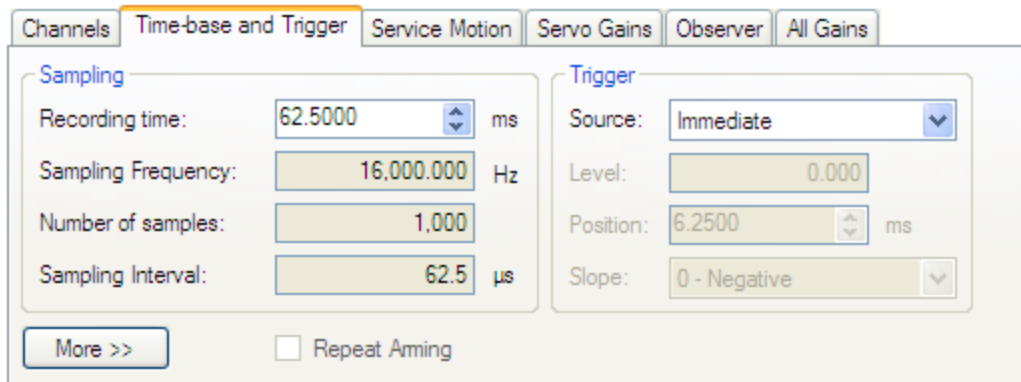 Channels Time-base and Trigger Service Motion Servo Gains Observer All Gains
Sampling
Recording time: 62.5000 ms
Sampling Frequency: 16,000.000 Hz
Number of samples: 1,000
Sampling Interval: 62.5 µs
Trigger
Source: Immediate
Level: 0.000
Position: 6.2500 ms
Slope: 0 - Negative
More >> Repeat Arming